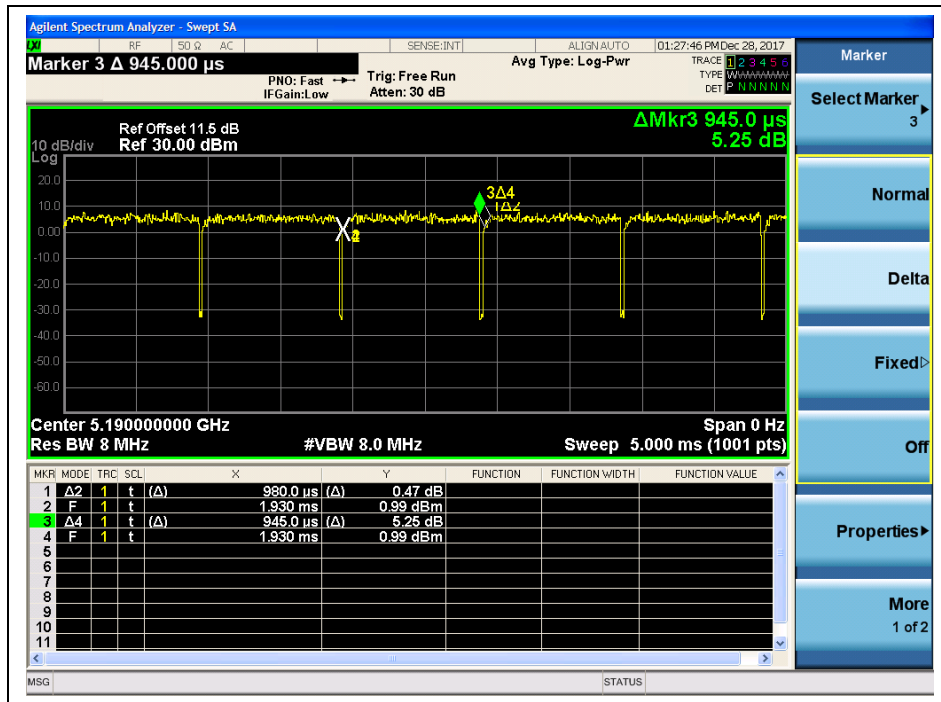 Agilent Spectrum Analyzer - Swept SA
LXI RF 50 Ω AC SENSE:INT ALIGN AUTO 01:27:46 PM Dec 28, 2017
Marker 3 Δ 945.000 µs
PNO: Fast
IFGain:Low
Trig: Free Run
Atten: 30 dB
Avg Type: Log-Pwr
TRACE 1 2 3 4 5 6
TYPE WWWWWW
DET P N N N N N
Marker
Select Marker
3
Normal
Delta
Fixed
Off
Properties
More
1 of 2
10 dB/div
Log
Ref Offset 11.5 dB
Ref 30.00 dBm
ΔMkr3 945.0 µs
5.25 dB
20.0
10.0
0.00
-10.0
-20.0
-30.0
-40.0
-50.0
-60.0
3Δ4
1Δ2
Center 5.190000000 GHz
Res BW 8 MHz
#VBW 8.0 MHz
Span 0 Hz
Sweep 5.000 ms (1001 pts)
MKR MODE TRC SCL X Y FUNCTION FUNCTION WIDTH FUNCTION VALUE
1 Δ2 1 t (Δ) 980.0 µs (Δ) 0.47 dB
2 F 1 t 1.930 ms 0.99 dBm
3 Δ4 1 t (Δ) 945.0 µs (Δ) 5.25 dB
4 F 1 t 1.930 ms 0.99 dBm
5
6
7
8
9
10
11
MSG STATUS